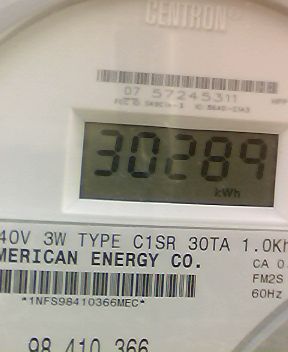 CENTRON®
07 57245311
30289
kWh
40V 3W TYPE C1SR 30TA 1.0Kh
MERICAN ENERGY CO.
CA 0.
FM2S
60Hz
*1NFS98410366MEC*
98 410 366